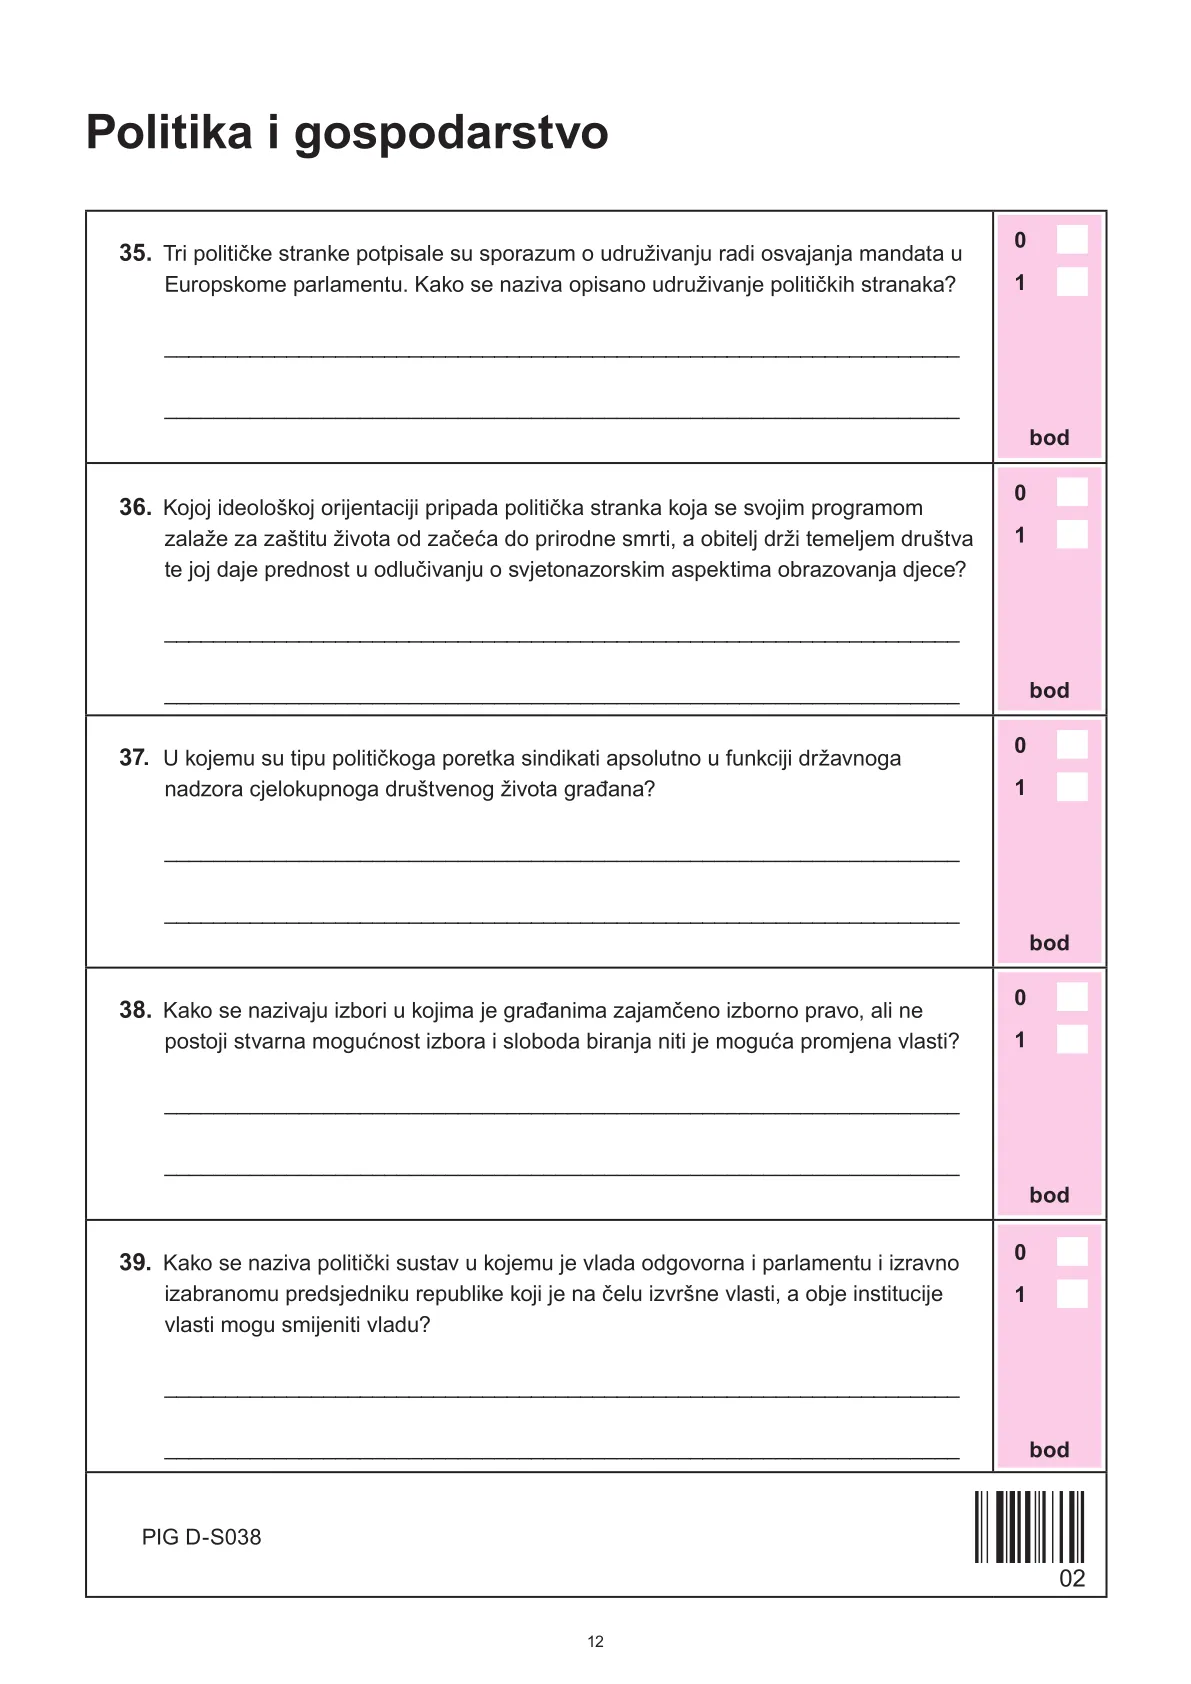 Politika i gospodarstvo
35. Tri političke stranke potpisale su sporazum o udruživanju radi osvajanja mandata u
Europskome parlamentu. Kako se naziva opisano udruživanje političkih stranaka?
0
1
bod
36. Kojoj ideološkoj orijentaciji pripada politička stranka koja se svojim programom
zalaže za zaštitu života od začeća do prirodne smrti, a obitelj drži temeljem društva
te joj daje prednost u odlučivanju o svjetonazorskim aspektima obrazovanja djece?
0
1
bod
37. U kojemu su tipu političkoga poretka sindikati apsolutno u funkciji državnoga
nadzora cjelokupnoga društvenog života građana?
0
1
bod
38. Kako se nazivaju izbori u kojima je građanima zajamčeno izborno pravo, ali ne
postoji stvarna mogućnost izbora i sloboda biranja niti je moguća promjena vlasti?
0
1
bod
39. Kako se naziva politički sustav u kojemu je vlada odgovorna i parlamentu i izravno
izabranomu predsjedniku republike koji je na čelu izvršne vlasti, a obje institucije
vlasti mogu smijeniti vladu?
0
1
bod
PIG D-S038
02
12